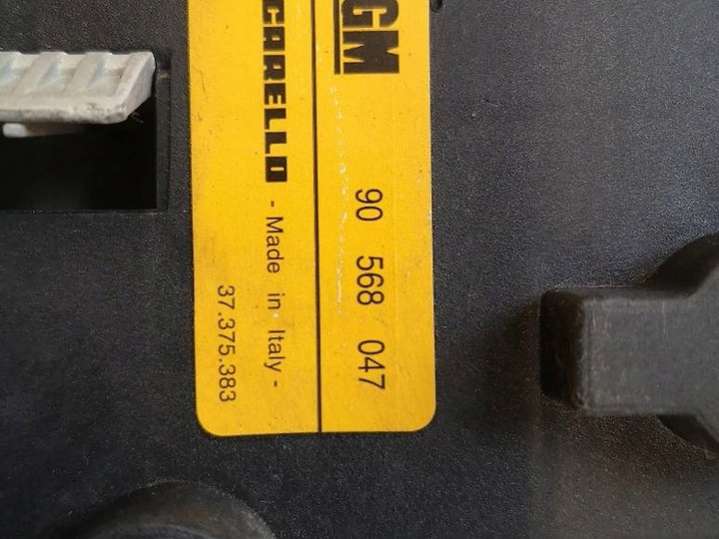 GM
90 568 047
CARELLO - Made in Italy -
37.375.383